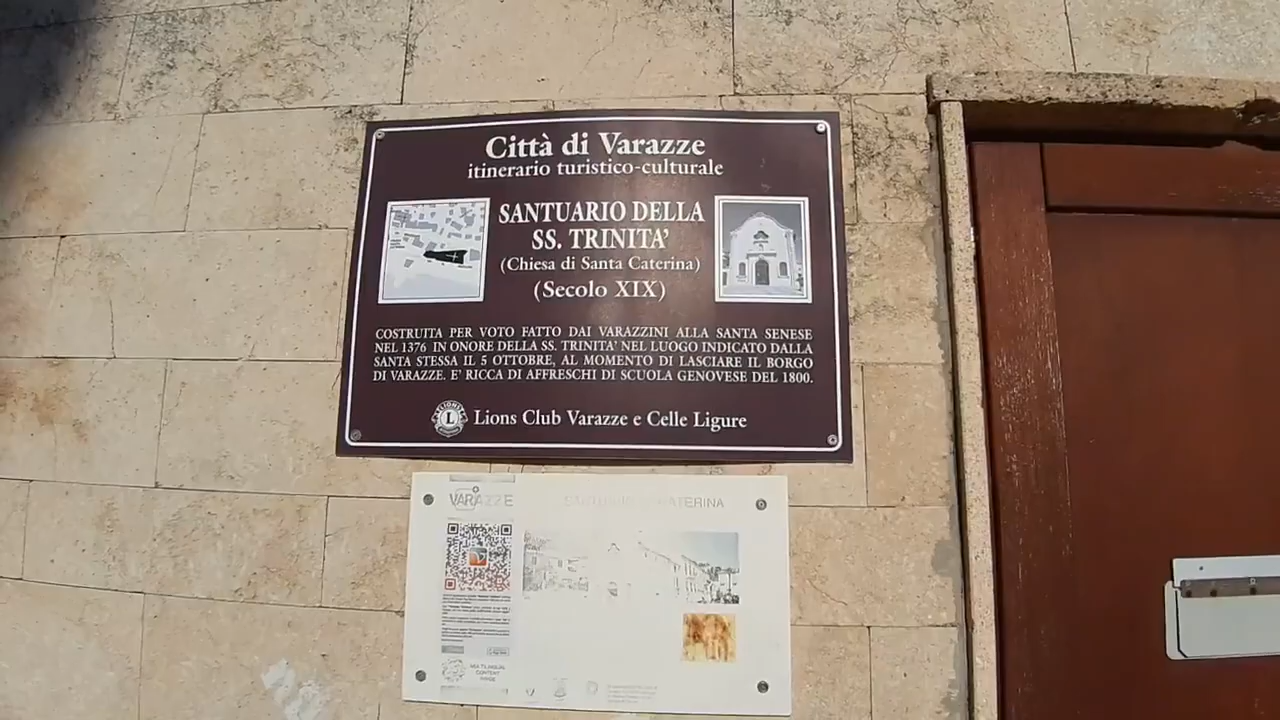 Città di Varazze
itinerario turistico-culturale
SANTUARIO DELLA
SS. TRINITA'
(Chiesa di Santa Caterina)
(Secolo XIX)
COSTRUITA PER VOTO FATTO DAI VARAZZINI ALLA SANTA SENESE
NEL 1376 IN ONORE DELLA SS. TRINITA' NEL LUOGO INDICATO DALLA
SANTA STESSA IL 5 OTTOBRE, AL MOMENTO DI LASCIARE IL BORGO
DI VARAZZE. E' RICCA DI AFFRESCHI DI SCUOLA GENOVESE DEL 1800.
LIONS
L
Lions Club Varazze e Celle Ligure
VARAZZE
SANTUARIO CATERINA
CONTENT